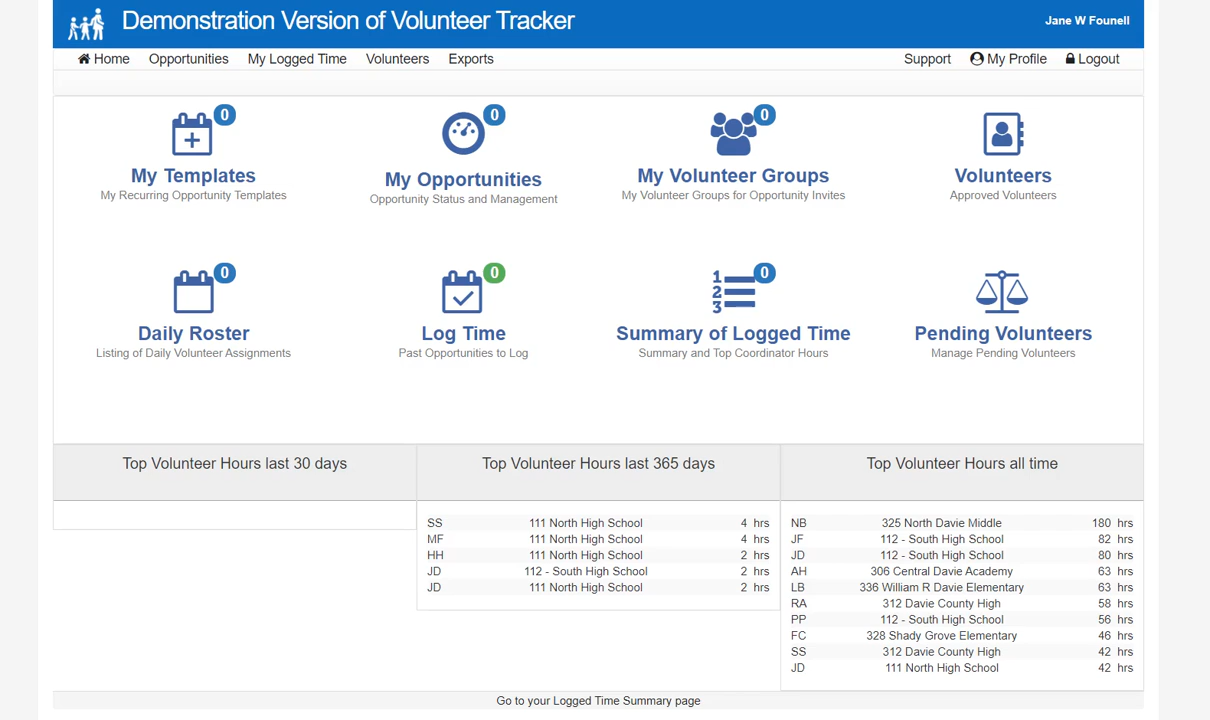 Demonstration Version of Volunteer Tracker
Jane W Founell
Home Opportunities My Logged Time Volunteers Exports Support My Profile Logout
0 0 0
My Templates My Opportunities My Volunteer Groups Volunteers
My Recurring Opportunity Templates Opportunity Status and Management My Volunteer Groups for Opportunity Invites Approved Volunteers
0 0 1 2 3 0
Daily Roster Log Time Summary of Logged Time Pending Volunteers
Listing of Daily Volunteer Assignments Past Opportunities to Log Summary and Top Coordinator Hours Manage Pending Volunteers
Top Volunteer Hours last 30 days
Top Volunteer Hours last 365 days
SS 111 North High School 4 hrs
MF 111 North High School 4 hrs
HH 111 North High School 2 hrs
JD 112 - South High School 2 hrs
JD 111 North High School 2 hrs
Top Volunteer Hours all time
NB 325 North Davie Middle 180 hrs
JF 112 - South High School 82 hrs
JD 112 - South High School 80 hrs
AH 306 Central Davie Academy 63 hrs
LB 336 William R Davie Elementary 63 hrs
RA 312 Davie County High 58 hrs
PP 112 - South High School 56 hrs
FC 328 Shady Grove Elementary 46 hrs
SS 312 Davie County High 42 hrs
JD 111 North High School 42 hrs
Go to your Logged Time Summary page